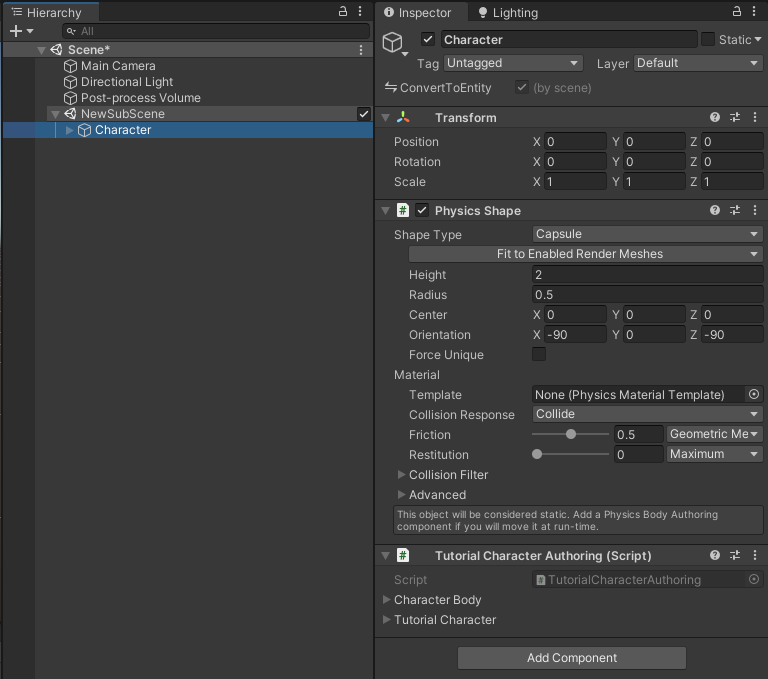 Hierarchy
All
Scene*
Main Camera
Directional Light
Post-process Volume
NewSubScene
Character
Inspector
Lighting
Character
Static
Tag Untagged Layer Default
ConvertToEntity (by scene)
Transform
Position X 0 Y 0 Z 0
Rotation X 0 Y 0 Z 0
Scale X 1 Y 1 Z 1
# Physics Shape
Shape Type Capsule
Fit to Enabled Render Meshes
Height 2
Radius 0.5
Center X 0 Y 0 Z 0
Orientation X -90 Y 0 Z -90
Force Unique
Material
Template None (Physics Material Template)
Collision Response Collide
Friction 0.5 Geometric Me
Restitution 0 Maximum
Collision Filter
Advanced
This object will be considered static. Add a Physics Body Authoring
component if you will move it at run-time.
# Tutorial Character Authoring (Script)
Script # TutorialCharacterAuthoring
Character Body
Tutorial Character
Add Component